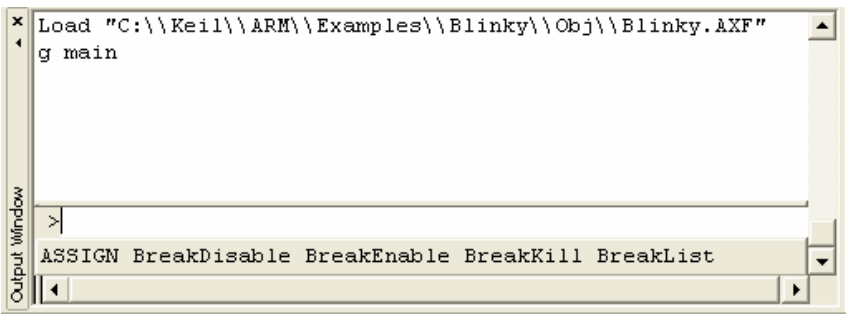 Load "C:\\Keil\\ARM\\Examples\\Blinky\\Obj\\Blinky.AXF"
g main
>
ASSIGN BreakDisable BreakEnable BreakKill BreakList
Output Window